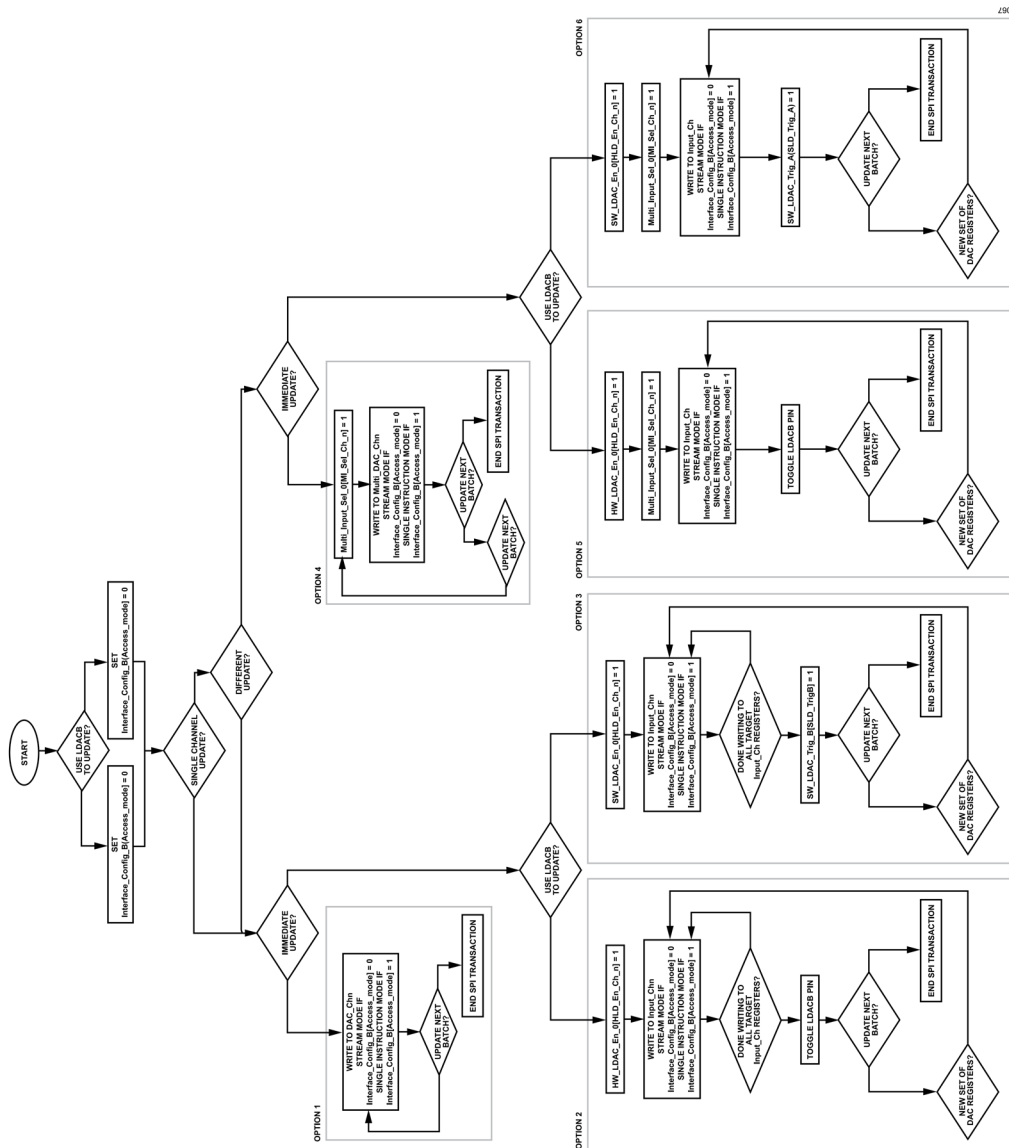 START
USE LDACB
TO UPDATE?
SET
Interface_Config_B(Access_mode] = 0
SET
Interface_Config_B(Access_mode] = 0
SINGLE CHANNEL
UPDATE?
DIFFERENT
UPDATE?
IMMEDIATE
UPDATE?
IMMEDIATE
UPDATE?
OPTION 1
WRITE TO DAC_Chn
STREAM MODE IF
Interface_Config_B[Access_mode] = 0
SINGLE INSTRUCTION MODE IF
Interface_Config_B[Access_mode] = 1
UPDATE NEXT
BATCH?
END SPI TRANSACTION
OPTION 4
Multi_Input_Sel_0[MI_Sel_Ch_n] = 1
WRITE TO Multi_DAC_Chn
STREAM MODE IF
Interface_Config_B[Access_mode] = 0
SINGLE INSTRUCTION MODE IF
Interface_Config_B[Access_mode] = 1
UPDATE NEXT
BATCH?
UPDATE NEXT
BATCH?
END SPI TRANSACTION
USE LDACB
TO UPDATE?
USE LDACB
TO UPDATE?
OPTION 2
HW_LDAC_En_0[HLD_En_Ch_n] = 1
WRITE TO Input_Chn
STREAM MODE IF
Interface_Config_B[Access_mode] = 0
SINGLE INSTRUCTION MODE IF
Interface_Config_B[Access_mode] = 1
DONE WRITING TO
ALL TARGET
Input_Ch REGISTERS?
TOGGLE LDACB PIN
UPDATE NEXT
BATCH?
END SPI TRANSACTION
NEW SET OF
DAC REGISTERS?
OPTION 3
SW_LDAC_En_0[HLD_En_Ch_n] = 1
WRITE TO Input_Chn
STREAM MODE IF
Interface_Config_B[Access_mode] = 0
SINGLE INSTRUCTION MODE IF
Interface_Config_B[Access_mode] = 1
DONE WRITING TO
ALL TARGET
Input_Ch REGISTERS?
SW_LDAC_Trig_B[SLD_TrigB] = 1
UPDATE NEXT
BATCH?
END SPI TRANSACTION
NEW SET OF
DAC REGISTERS?
OPTION 5
HW_LDAC_En_0[HLD_En_Ch_n] = 1
Multi_Input_Sel_0[MI_Sel_Ch_n] = 1
WRITE TO Input_Ch
STREAM MODE IF
Interface_Config_B[Access_mode] = 0
SINGLE INSTRUCTION MODE IF
Interface_Config_B[Access_mode] = 1
TOGGLE LDACB PIN
UPDATE NEXT
BATCH?
END SPI TRANSACTION
NEW SET OF
DAC REGISTERS?
OPTION 6
SW_LDAC_En_0[HLD_En_Ch_n] = 1
Multi_Input_Sel_0[MI_Sel_Ch_n] = 1
WRITE TO Input_Ch
STREAM MODE IF
Interface_Config_B[Access_mode] = 0
SINGLE INSTRUCTION MODE IF
Interface_Config_B[Access_mode] = 1
SW_LDAC_Trig_A(SLD_Trig_A) = 1
UPDATE NEXT
BATCH?
END SPI TRANSACTION
NEW SET OF
DAC REGISTERS?